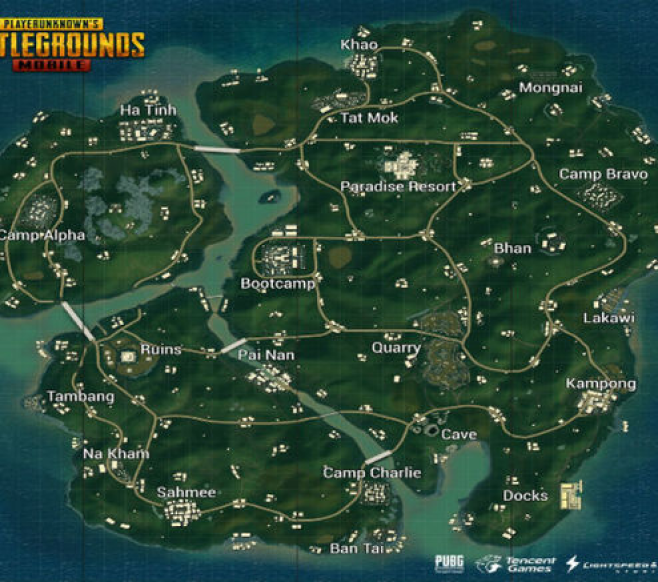 PLAYERUNKNOWN'S
TLEGROUNDS
MOBILE
Khao
Mongnai
Ha Tinh
Tat Mok
Camp Bravo
Paradise Resort
Camp Alpha
Bhan
Bootcamp
Lakawi
Ruins
Pai Nan
Quarry
Kampong
Tambang
Cave
Na Kham
Camp Charlie
Sahmee
Docks
Ban Tai
PUBG
Tencent
Games
LIGHTSPEED &